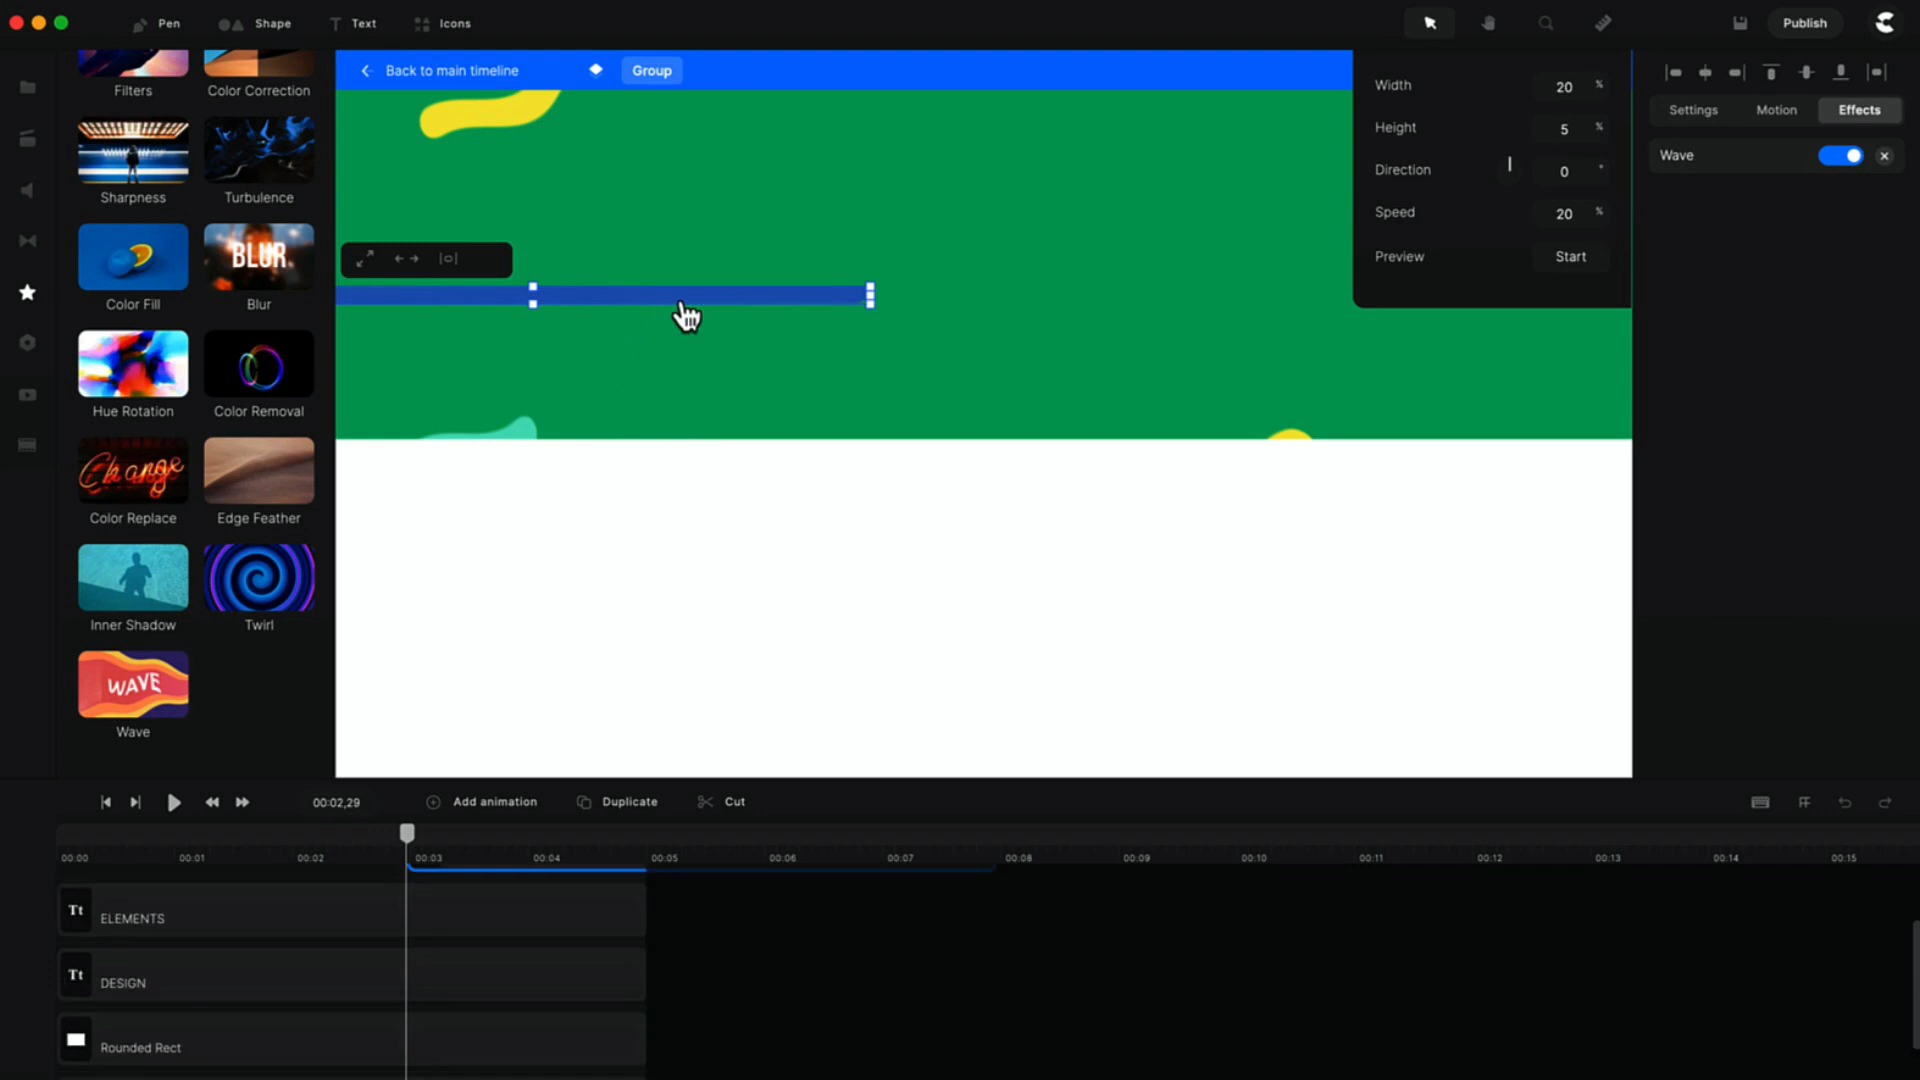 Pen
Shape
Text
Icons
Publish
Filters
Color Correction
Sharpness
Turbulence
Color Fill
BLUR
Blur
Hue Rotation
Color Removal
Change
Color Replace
Edge Feather
Inner Shadow
Twirl
WAVE
Wave
Back to main timeline
Group
Width 20 %
Height 5 %
Direction 0 °
Speed 20 %
Preview Start
Settings
Motion
Effects
Wave
00:02,29
Add animation
Duplicate
Cut
00:00 00:01 00:02 00:03 00:04 00:05 00:06 00:07 00:08 00:09 00:10 00:11 00:12 00:13 00:14 00:15
Tt ELEMENTS
Tt DESIGN
Rounded Rect